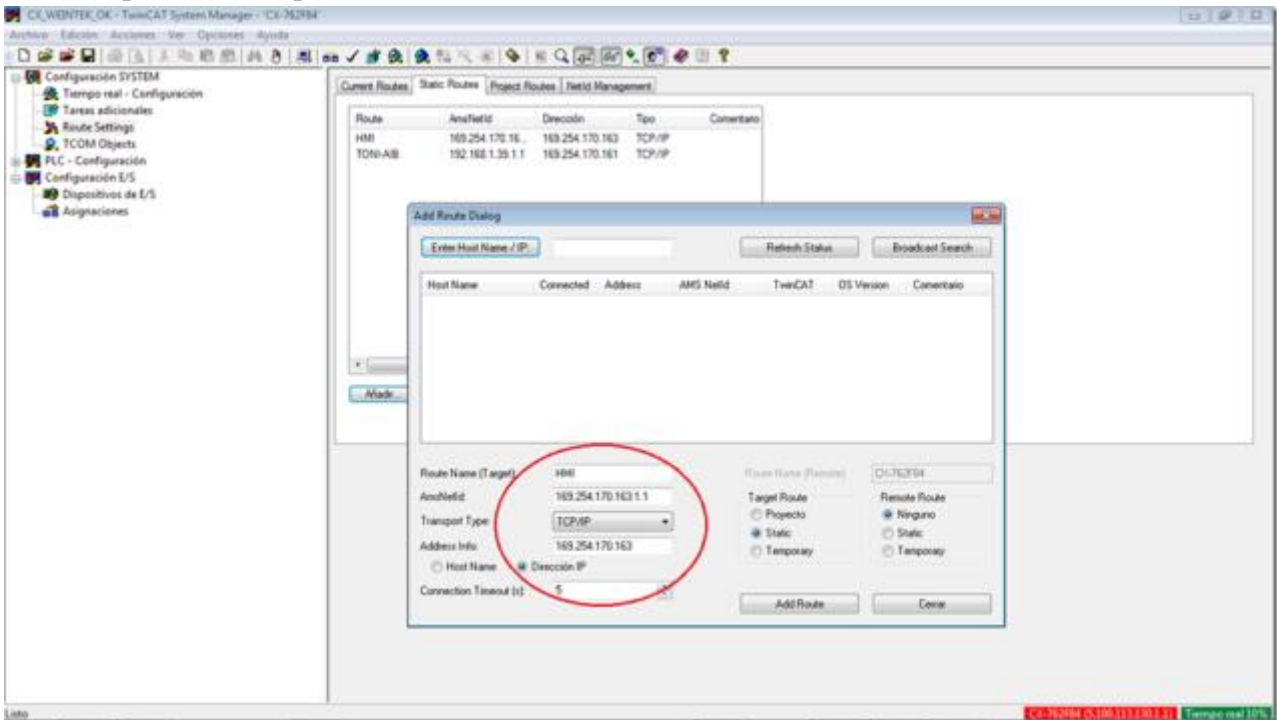 CX_WEINTEK_OK - TwinCAT System Manager - 'CX-762F84'
Archivo Edición Acciones Ver Opciones Ayuda
Configuración SYSTEM
Tiempo real - Configuración
Tareas adicionales
Route Settings
TCOM Objects
PLC - Configuración
Configuración E/S
Dispositivos de E/S
Asignaciones
Current Routes Static Routes Project Routes NetId Management
Route AmsNetId Dirección Tipo Comentario
HMI 169.254.170.16... 169.254.170.163 TCP/IP
TONI-AIB 192.168.1.39.1.1 169.254.170.161 TCP/IP
Add Route Dialog
Enter Host Name / IP: Refresh Status Broadcast Search
Host Name Connected Address AMS NetId TwinCAT OS Version Comentario
Añadir...
Route Name (Target): HMI Route Name (Remote): CX-762F84
AmsNetId: 169.254.170.163.1.1 Target Route Remote Route
Transport Type: TCP/IP Proyecto Ninguno
Address Info: 169.254.170.163 Static Static
Host Name Dirección IP Temporary Temporary
Connection Timeout (s): 5
Add Route Cerrar
Listo CX-762F84 Tiempo real 10%